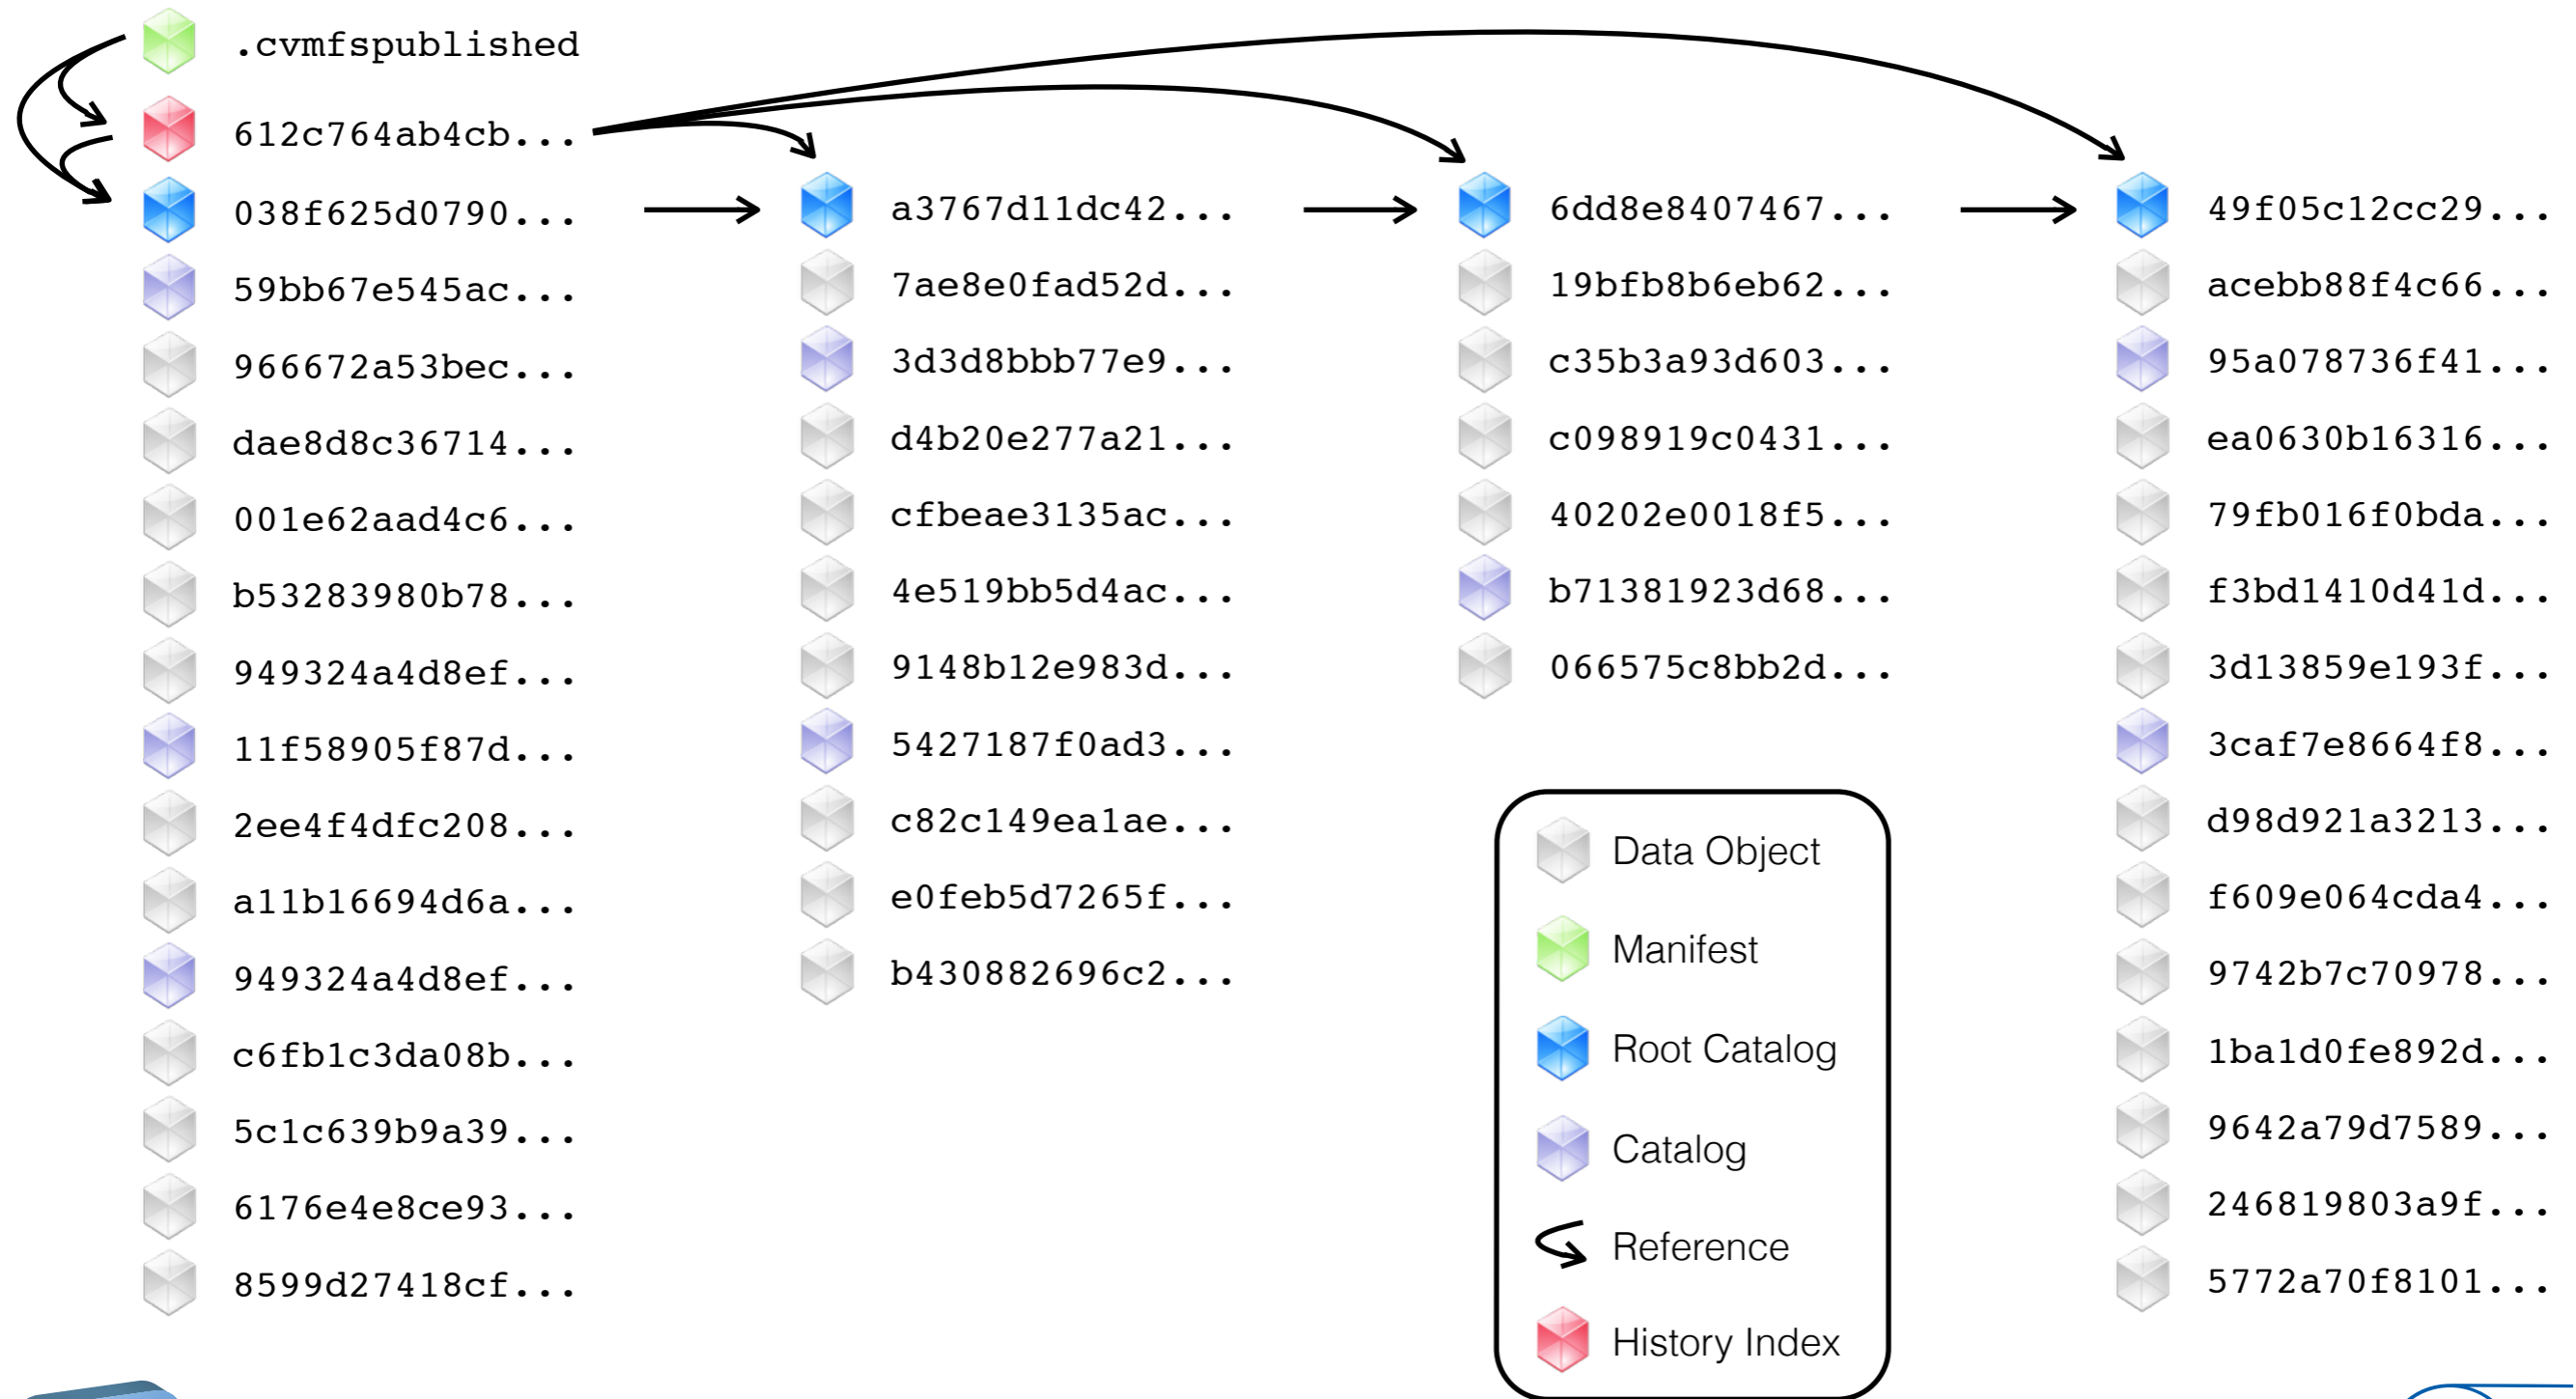 .cvmfspublished
612c764ab4cb...
038f625d0790...
59bb67e545ac...
966672a53bec...
dae8d8c36714...
001e62aad4c6...
b53283980b78...
949324a4d8ef...
11f58905f87d...
2ee4f4dfc208...
a11b16694d6a...
949324a4d8ef...
c6fb1c3da08b...
5c1c639b9a39...
6176e4e8ce93...
8599d27418cf...
a3767d11dc42...
7ae8e0fad52d...
3d3d8bbb77e9...
d4b20e277a21...
cfbeae3135ac...
4e519bb5d4ac...
9148b12e983d...
5427187f0ad3...
c82c149ea1ae...
e0feb5d7265f...
b430882696c2...
6dd8e8407467...
19bfb8b6eb62...
c35b3a93d603...
c098919c0431...
40202e0018f5...
b71381923d68...
066575c8bb2d...
Data Object
Manifest
Root Catalog
Catalog
Reference
History Index
49f05c12cc29...
acebb88f4c66...
95a078736f41...
ea0630b16316...
79fb016f0bda...
f3bd1410d41d...
3d13859e193f...
3caf7e8664f8...
d98d921a3213...
f609e064cda4...
9742b7c70978...
1ba1d0fe892d...
9642a79d7589...
246819803a9f...
5772a70f8101...